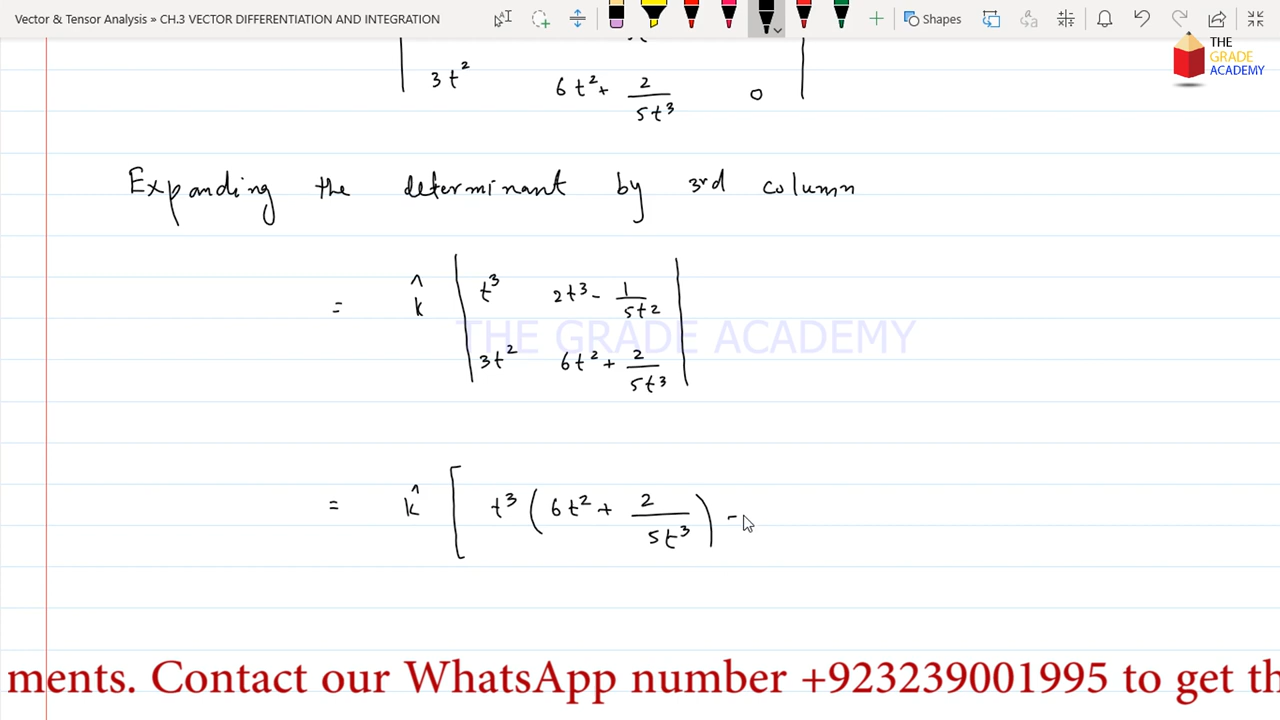 Vector & Tensor Analysis » CH.3 VECTOR DIFFERENTIATION AND INTEGRATION
Shapes
THE
GRADE
ACADEMY
3t² 6t² + 2/5t³ 0
Expanding the determinant by 3rd column
= k̂ | t³ 2t³ - 1/5t² |
THE GRADE ACADEMY
| 3t² 6t² + 2/5t³ |
= k̂ [ t³ ( 6t² + 2/5t³ ) -
ments. Contact our WhatsApp number +923239001995 to get th